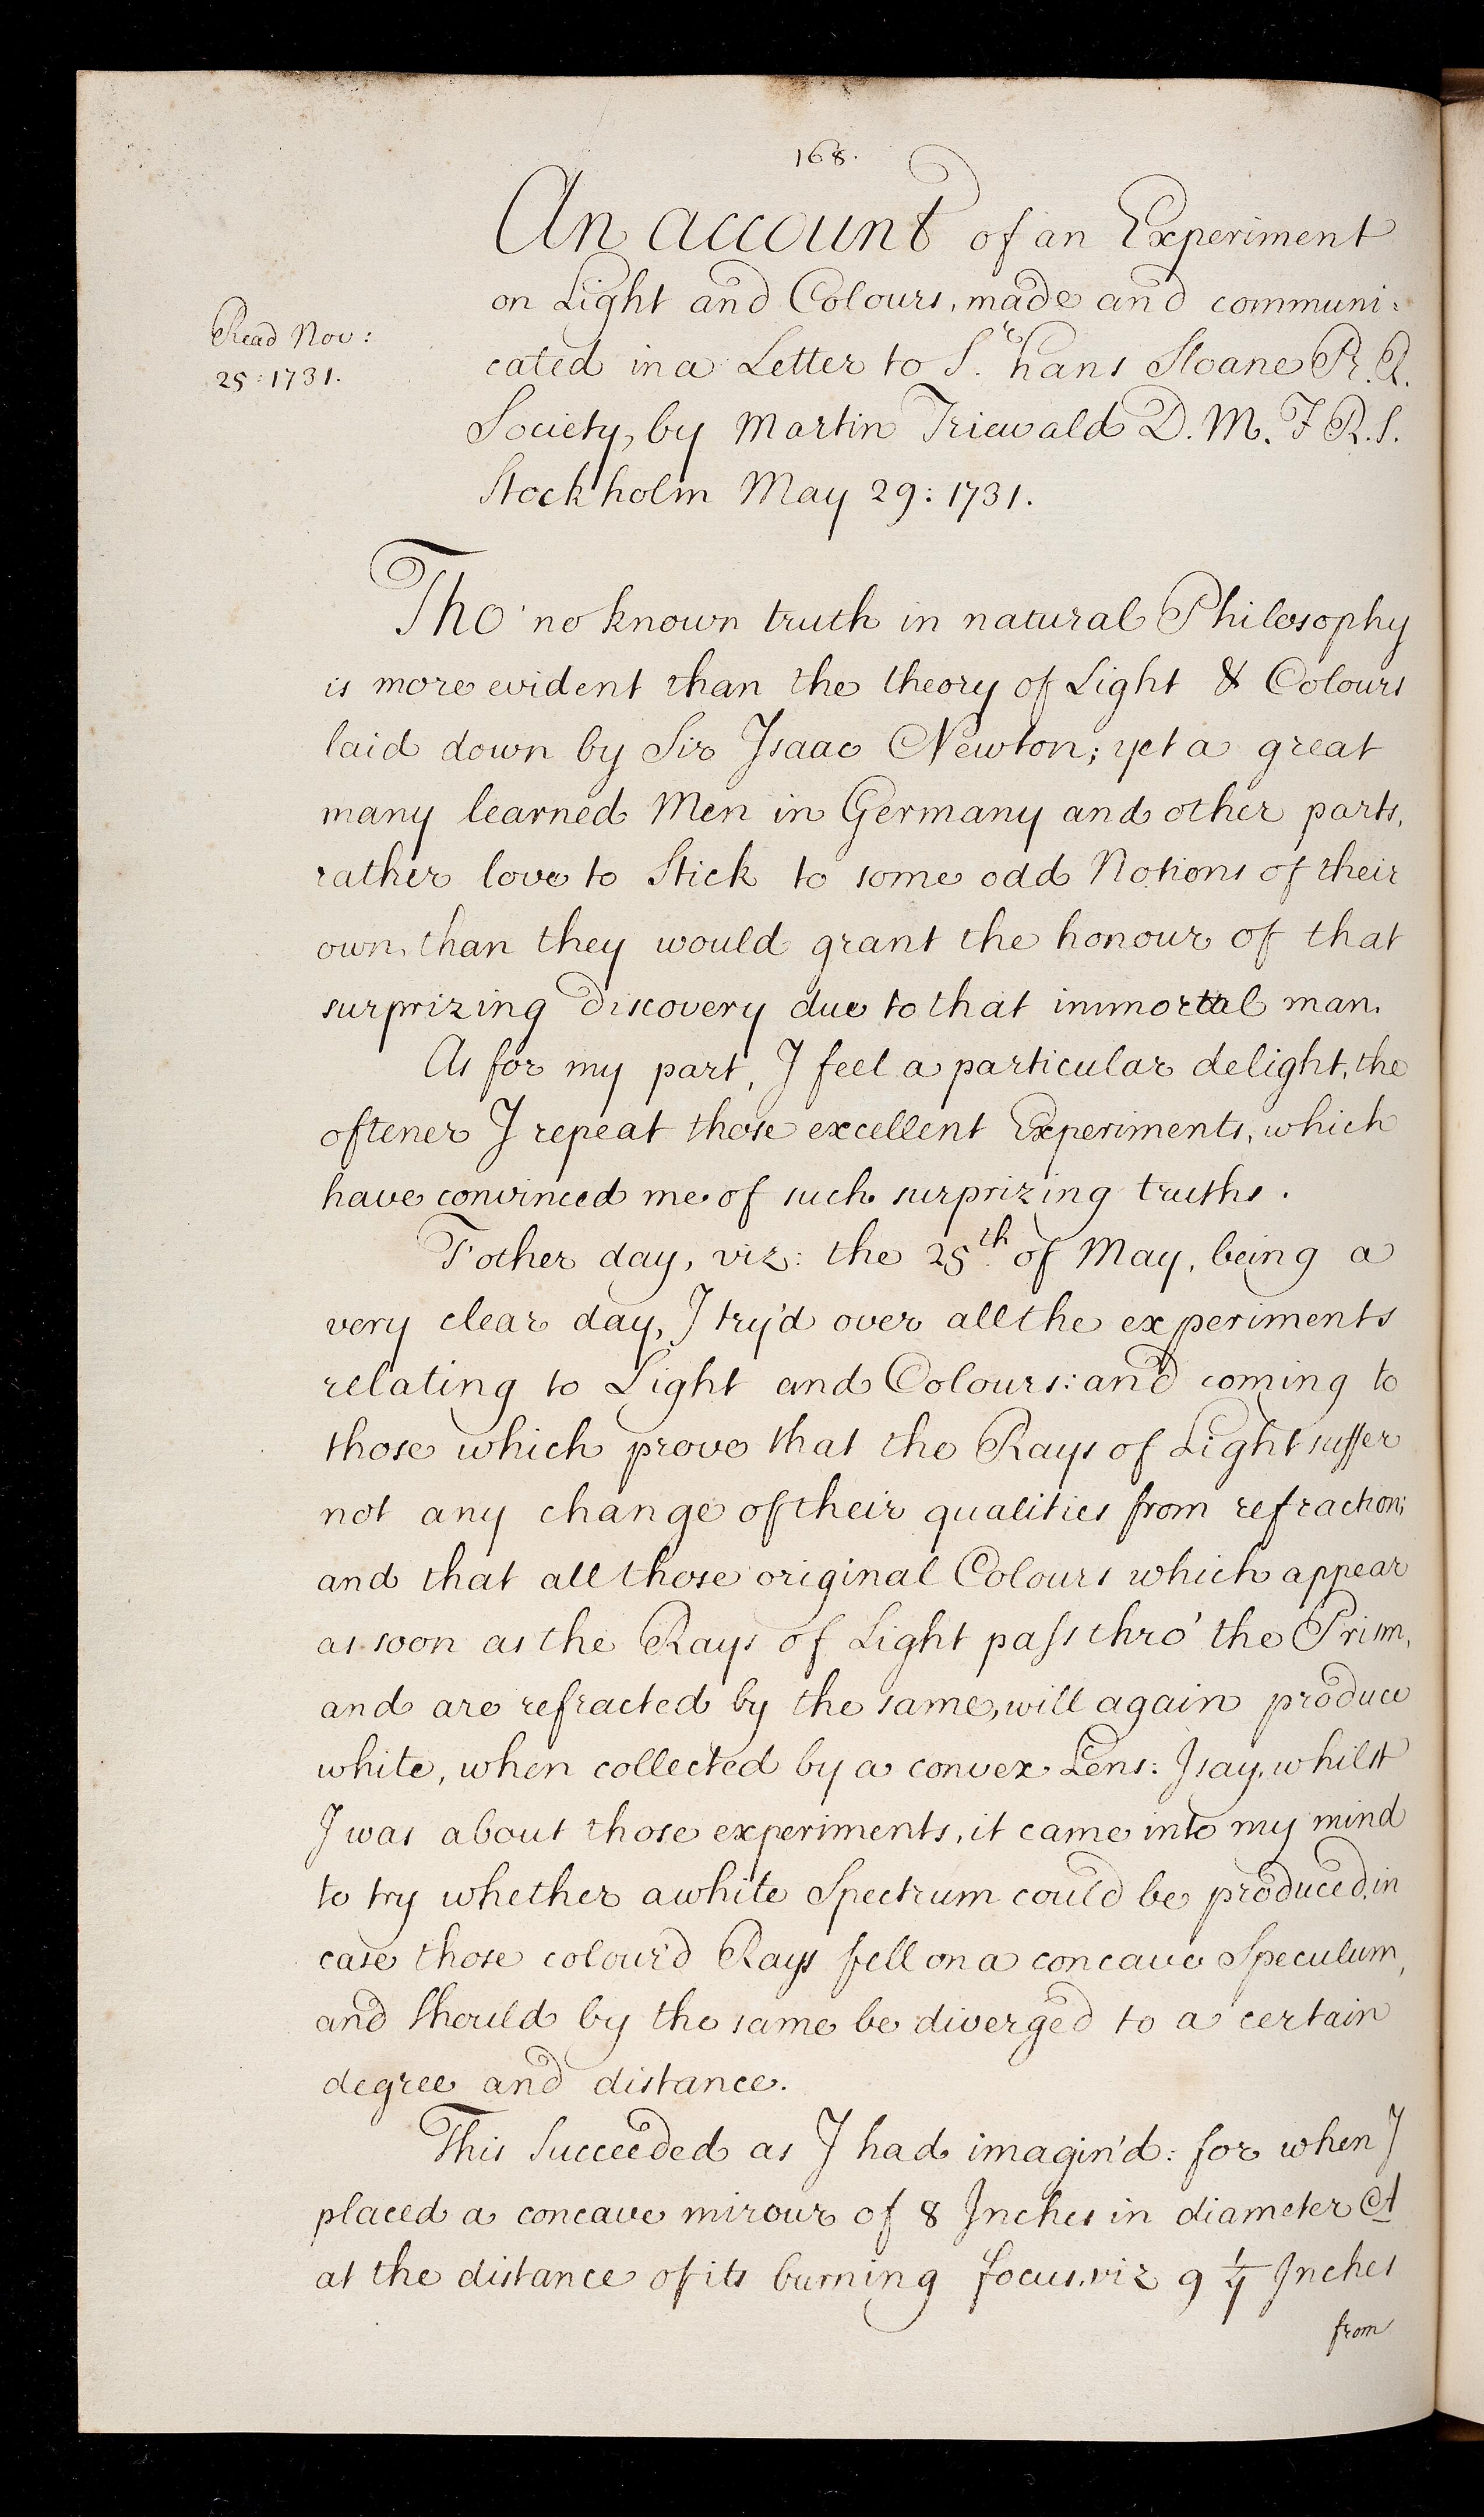 168.
An account of an Experiment
on Light and Colours, made and communi:
Read Nov:
25: 1731.
cated in a Letter to S.r hans Sloane P. R.
Society, by Martin Triewald D. M. F R. S.
Stockholm May 29: 1731.
Tho' no known truth in natural Philosophy
is more evident than the theory of Light & Colours
laid down by Sir Isaac Newton; yet a great
many learned Men in Germany and other parts,
rather love to Stick to some odd Notions of their
own, than they would grant the honour of that
surprizing discovery due to that immortal man.
As for my part, I feel a particular delight, the
oftener I repeat those excellent Experiments, which
have convinced me of such surprizing truths.
T'other day, viz: the 25th. of May, being a
very clear day, I try'd over all the experiments
relating to Light and Colours: and coming to
those which prove that the Rays of Light suffer
not any change of their qualities from refraction;
and that all those original Colours which appear
as soon as the Rays of Light paſs thro' the Prism,
and are refracted by the same, will again produce
white, when collected by a convex Lens: I say, whilst
I was about those experiments, it came into my mind
to try whether a white Spectrum could be produced, in
case those colour'd Rays fell on a concave Speculum,
and should by the same be diverged to a certain
degree and distance.
This succeeded as I had imagin'd: for when I
placed a concave mirour of 8 Inches in diameter A
at the distance of its burning focus, viz 9 1/4 Inches
from